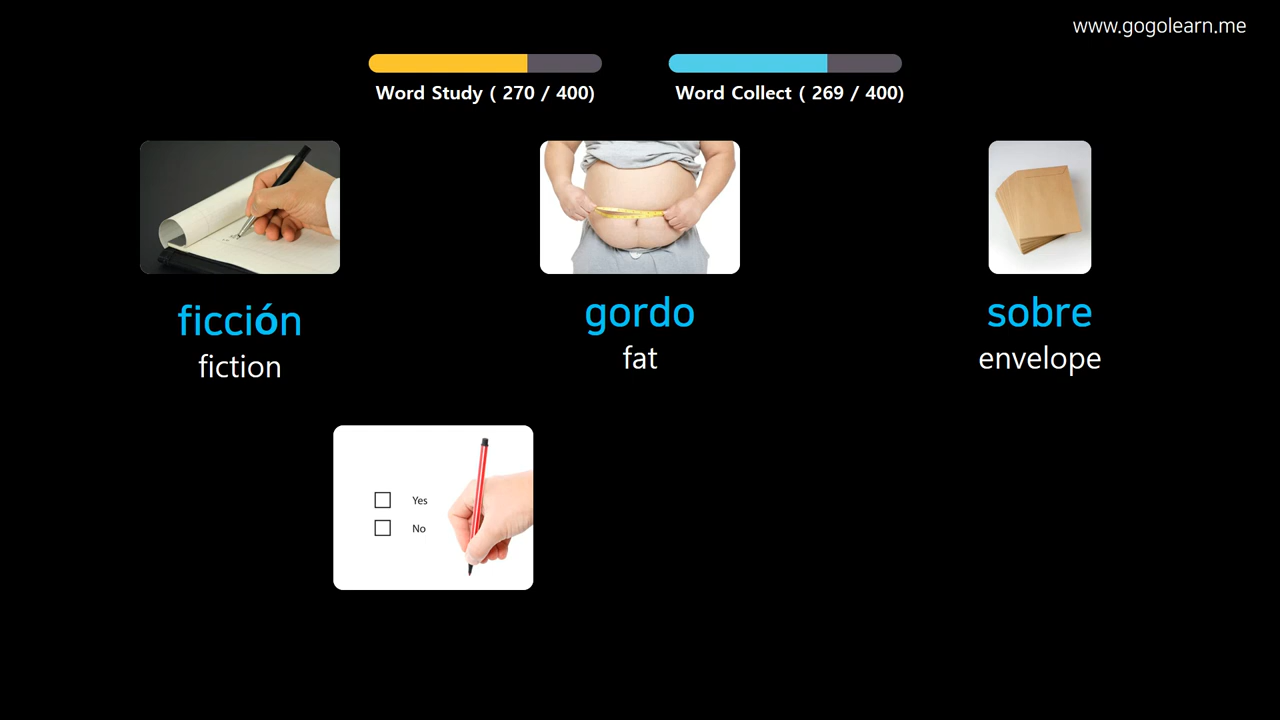 www.gogolearn.me
Word Study ( 270 / 400)
Word Collect ( 269 / 400)
ficción
fiction
gordo
fat
sobre
envelope
Yes
No